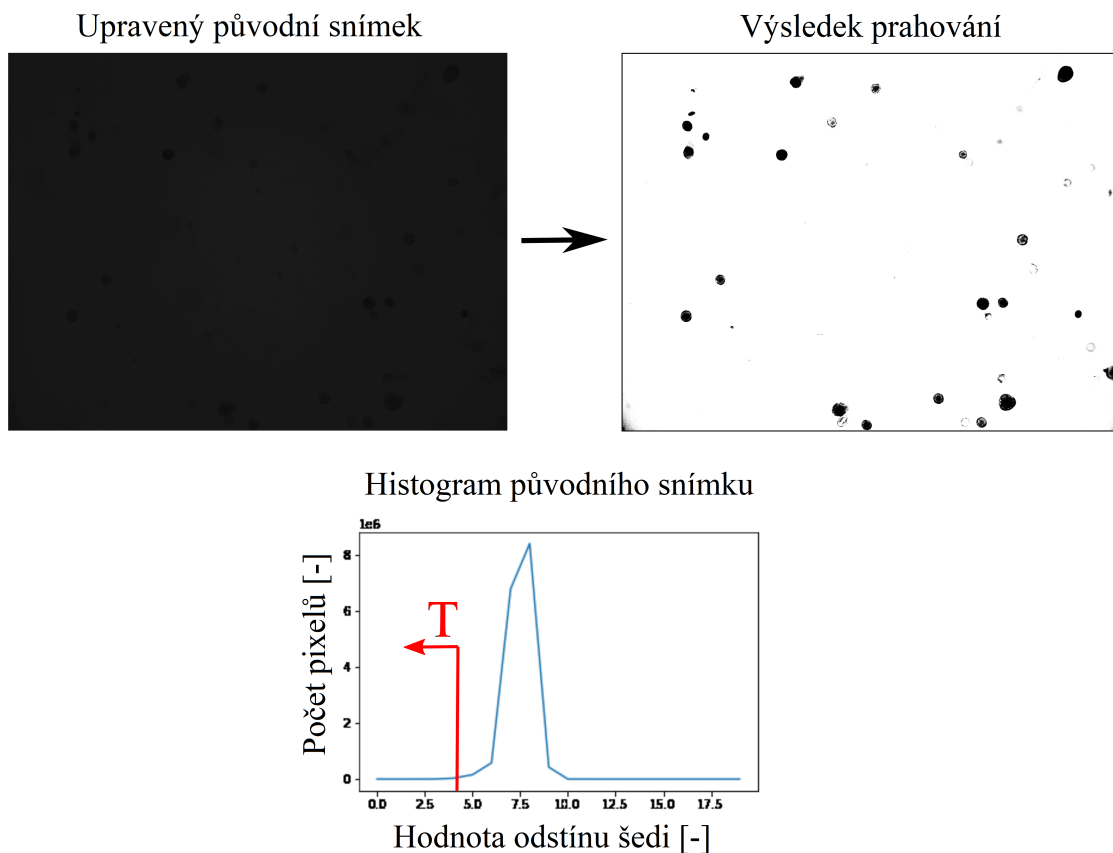 Upravený původní snímek
Výsledek prahování
Histogram původního snímku
1e6
Počet pixelů [-]
8
6
4
2
0
T
0.0 2.5 5.0 7.5 10.0 12.5 15.0 17.5
Hodnota odstínu šedi [-]